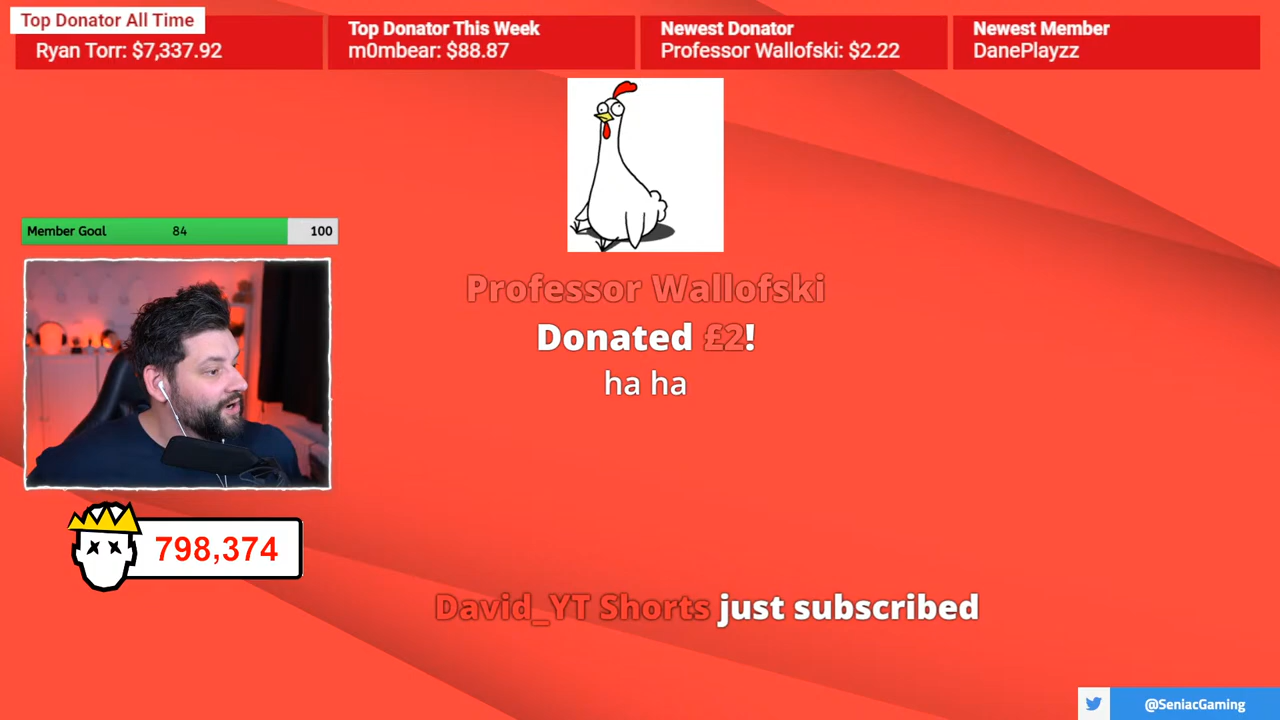 Top Donator All Time
Ryan Torr: $7,337.92
Top Donator This Week
m0mbear: $88.87
Newest Donator
Professor Wallofski: $2.22
Newest Member
DanePlayzz
Member Goal 84 100
Professor Wallofski
Donated £2!
ha ha
798,374
David_YT Shorts just subscribed
@SeniacGaming